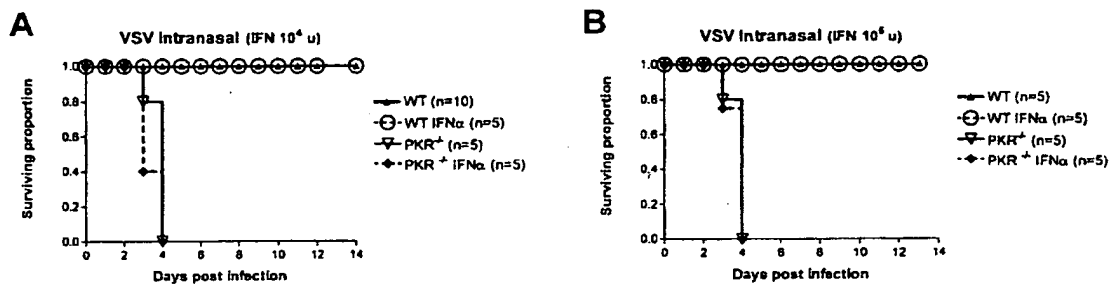 A
VSV Intranasal (IFN 10⁴ u)
Surviving proportion
1.0
0.8
0.6
0.4
0.2
0.0
0 2 4 6 8 10 12 14
Days post infection
WT (n=10)
WT IFNα (n=5)
PKR-/- (n=5)
PKR -/- IFNα (n=5)
B
VSV Intranasal (IFN 10⁵ u)
Surviving proportion
1.0
0.8
0.6
0.4
0.2
0.0
0 2 4 6 8 10 12 14
Days post infection
WT (n=5)
WT IFNα (n=5)
PKR-/- (n=5)
PKR -/- IFNα (n=5)